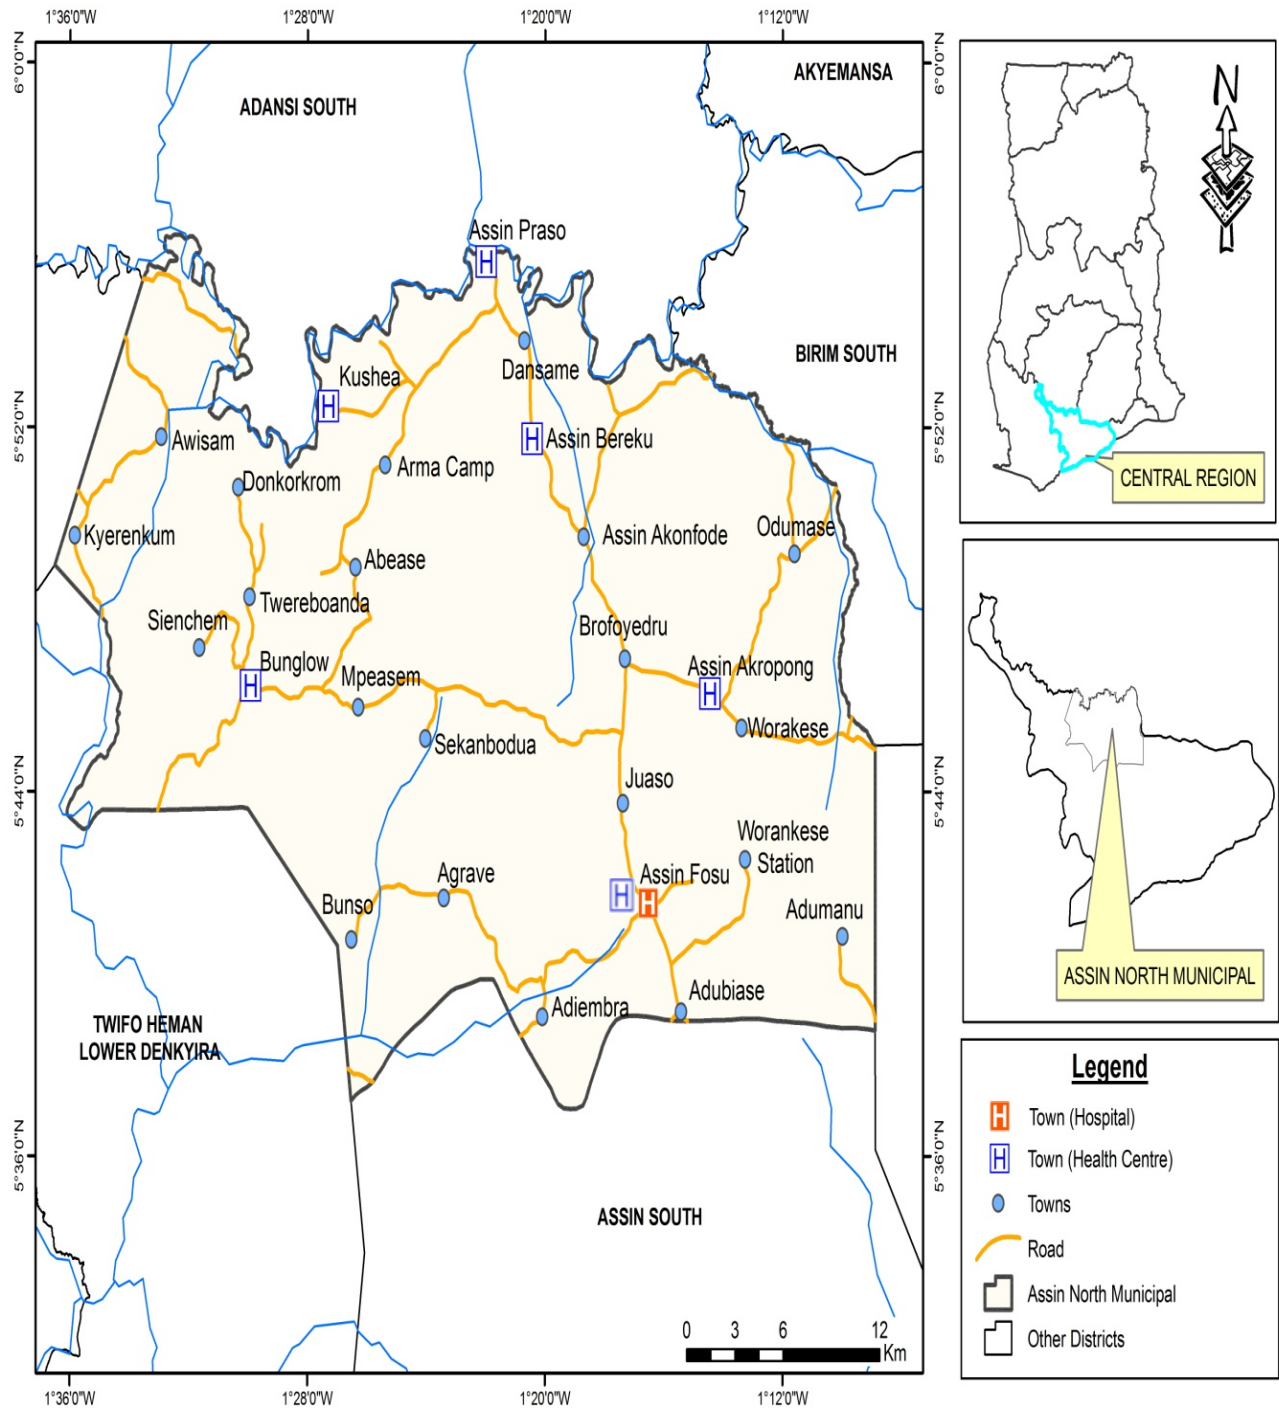 1°36'0"W
1°28'0"W
1°20'0"W
1°12'0"W
6°0'0"N
6°0'0"N
AKYEMANSA
ADANSI SOUTH
N
Assin Praso
BIRIM SOUTH
Dansame
Kushea
5°52'0"N
5°52'0"N
Awisam
Assin Bereku
Arma Camp
Donkorkrom
CENTRAL REGION
Kyerenkum
Assin Akonfode
Odumase
Abease
Twereboanda
Sienchem
Brofoyedru
Bunglow
Mpeasem
Assin Akropong
Worakese
Sekanbodua
Juaso
5°44'0"N
5°44'0"N
Worankese
Station
Agrave
Assin Fosu
Bunso
Adumanu
ASSIN NORTH MUNICIPAL
Adubiase
Adiembra
TWIFO HEMAN
LOWER DENKYIRA
5°36'0"N
5°36'0"N
ASSIN SOUTH
Legend
H Town (Hospital)
H Town (Health Centre)
Towns
Road
Assin North Municipal
Other Districts
0 3 6 12
Km
1°36'0"W
1°28'0"W
1°20'0"W
1°12'0"W